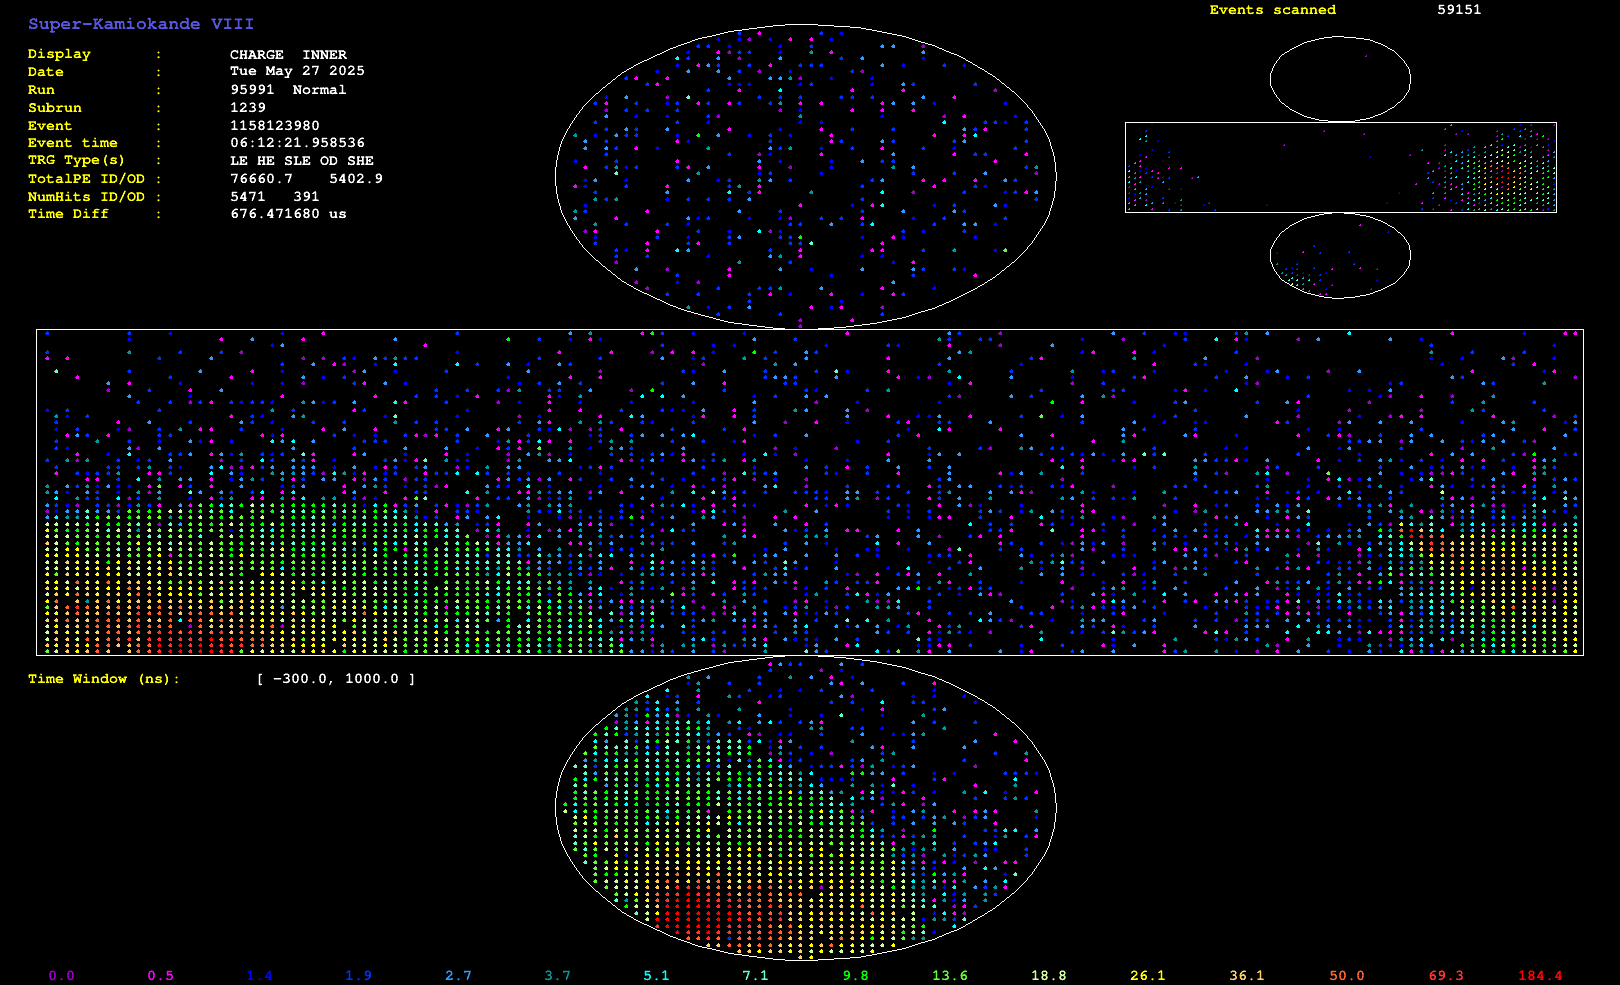 Super-Kamiokande VIII
Events scanned 59151
Display : CHARGE INNER
Date : Tue May 27 2025
Run : 95991 Normal
Subrun : 1239
Event : 1158123980
Event time : 06:12:21.958536
TRG Type(s) : LE HE SLE OD SHE
TotalPE ID/OD : 76660.7 5402.9
NumHits ID/OD : 5471 391
Time Diff : 676.471680 us
Time Window (ns): [ -300.0, 1000.0 ]
0.0 0.5 1.4 1.9 2.7 3.7 5.1 7.1 9.8 13.6 18.8 26.1 36.1 50.0 69.3 184.4